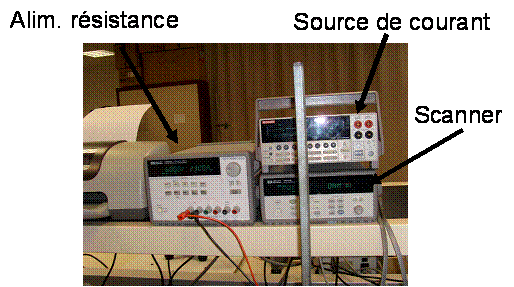 Alim. résistance
Source de courant
Scanner